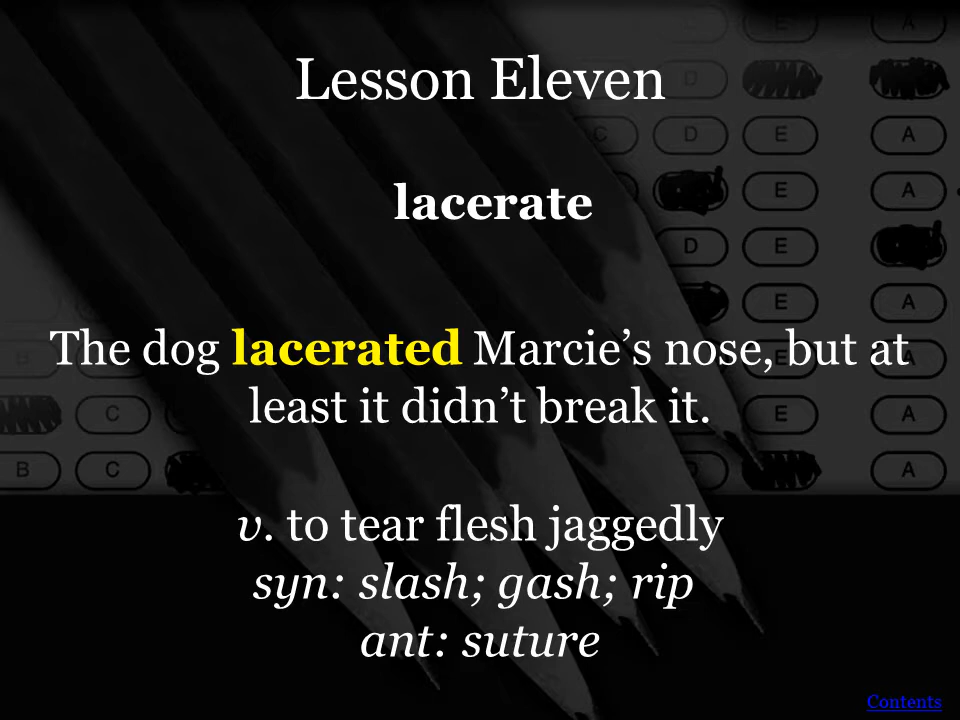 Lesson Eleven
lacerate
The dog lacerated Marcie’s nose, but at
least it didn’t break it.
v. to tear flesh jaggedly
syn: slash; gash; rip
ant: suture
Contents